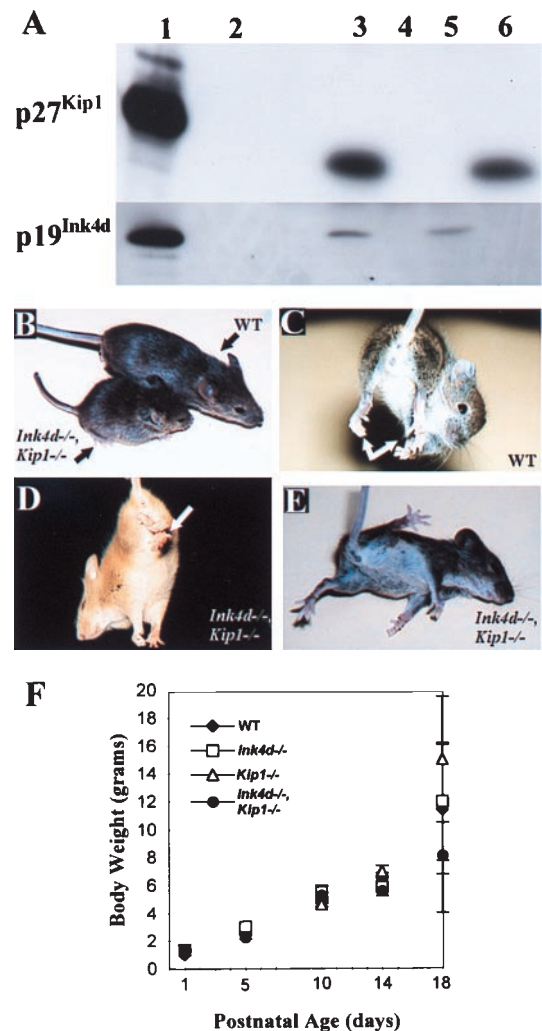 A
1 2 3 4 5 6
p27Kip1
p19Ink4d
B
WT
Ink4d-/-,
Kip1-/-
C
WT
D
Ink4d-/-,
Kip1-/-
E
Ink4d-/-,
Kip1-/-
F
Body Weight (grams)
20
18
16
14
12
10
8
6
4
2
0
WT
Ink4d-/-
Kip1-/-
Ink4d-/-,
Kip1-/-
1 5 10 14 18
Postnatal Age (days)